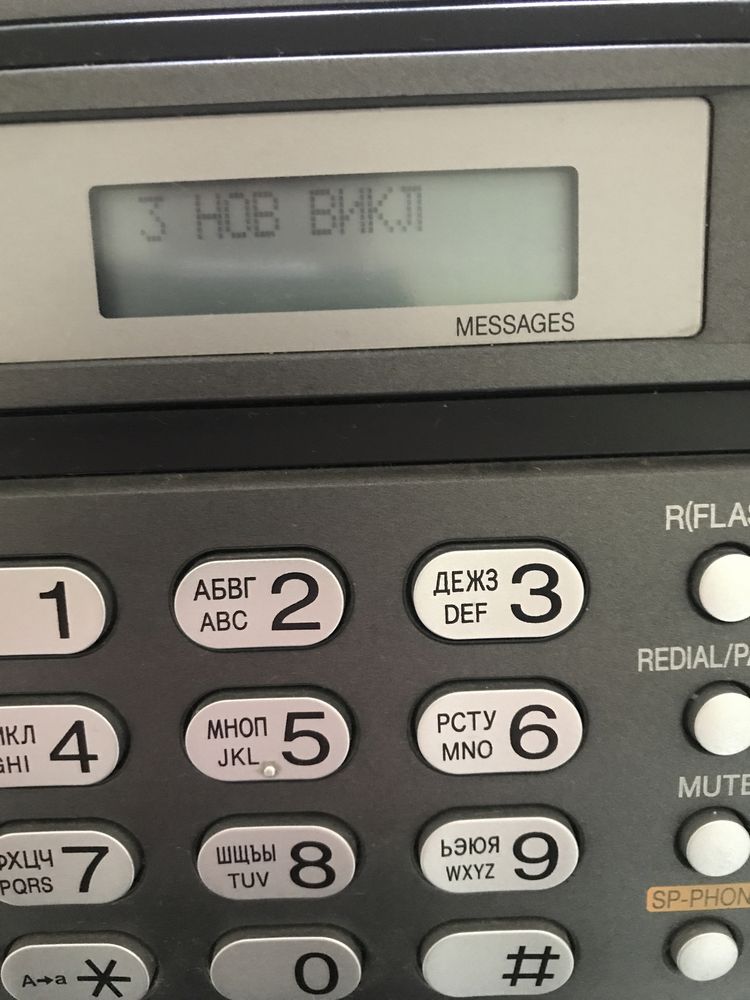 3 НОВ ВИКЛ
MESSAGES
R(FLAS
1
АБВГ
ABC
2
ДЕЖЗ
DEF
3
REDIAL/PA
ИКЛ
GHI
4
МНОП
JKL
5
РСТУ
MNO
6
MUTE
ФХЦЧ
PQRS
7
ШЩЪЫ
TUV
8
ЬЭЮЯ
WXYZ
9
SP-PHON
A→a
*
0
#